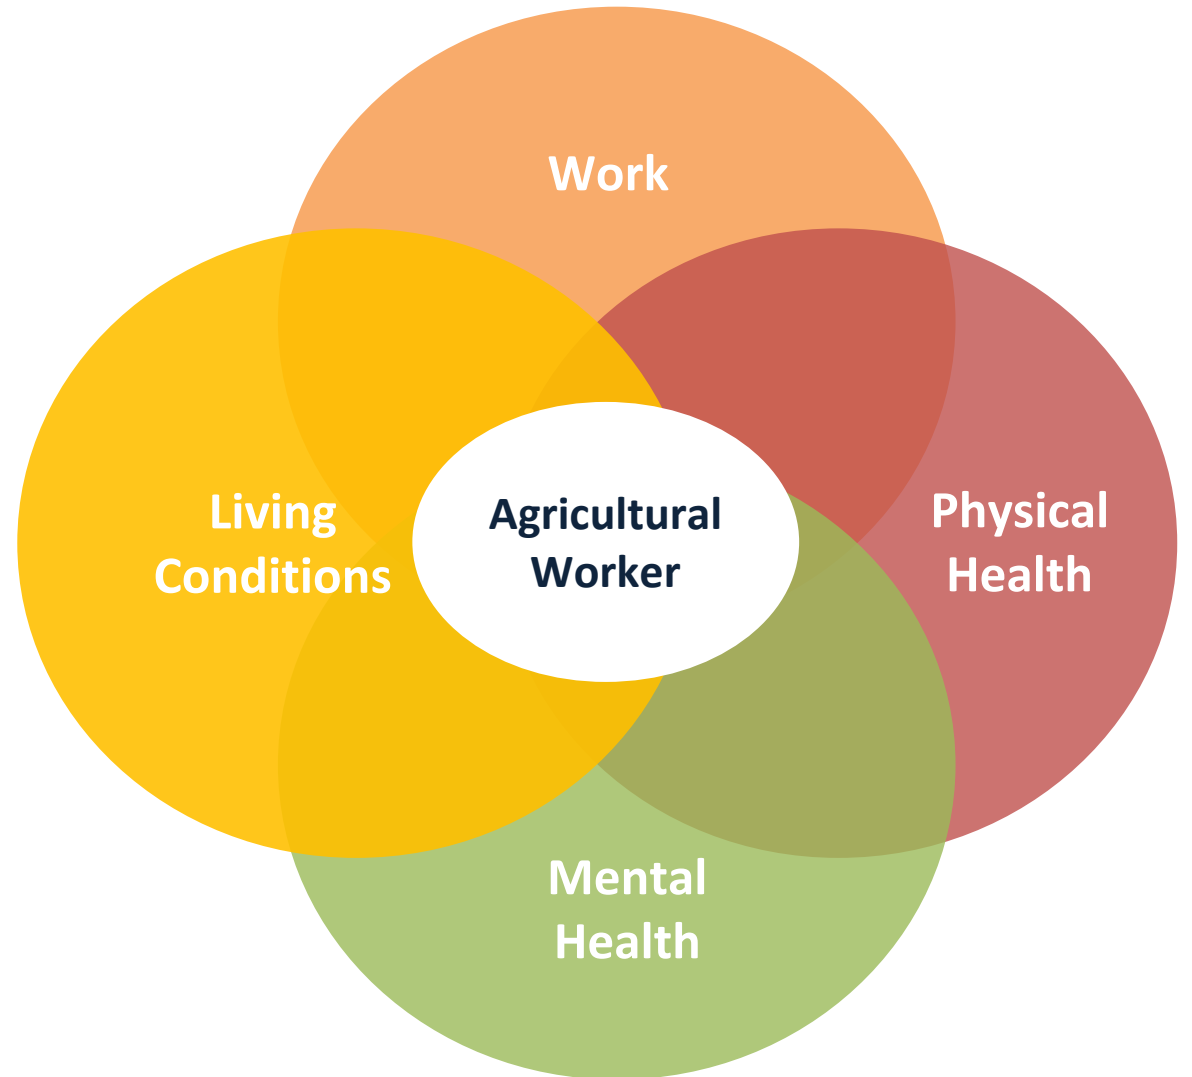 Work
Living
Conditions
Agricultural
Worker
Physical
Health
Mental
Health